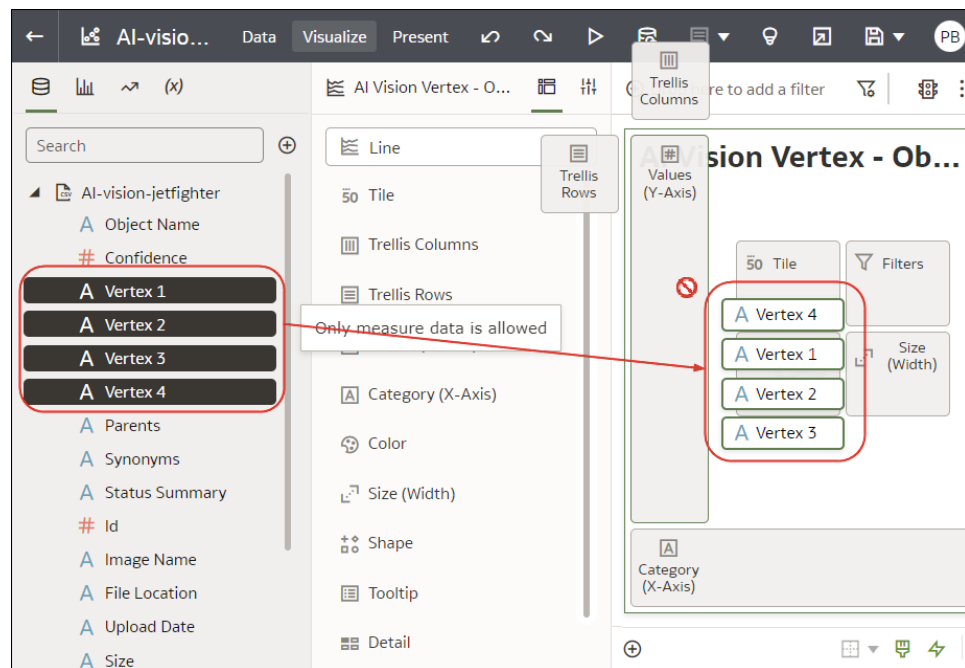 AI-visio...
Data
Visualize
Present
PB
(x)
AI Vision Vertex - O...
re to add a filter
Search
AI-vision-jetfighter
A Object Name
# Confidence
A Vertex 1
A Vertex 2
A Vertex 3
A Vertex 4
A Parents
A Synonyms
A Status Summary
# Id
A Image Name
A File Location
A Upload Date
A Size
Line
50 Tile
Trellis Columns
Trellis Rows
Only measure data is allowed
Category (X-Axis)
Color
Size (Width)
Shape
Tooltip
Detail
Trellis
Columns
Trellis
Rows
Values
(Y-Axis)
sion Vertex - Ob...
50 Tile
Filters
Size
(Width)
A Vertex 4
A Vertex 1
A Vertex 2
A Vertex 3
Category
(X-Axis)